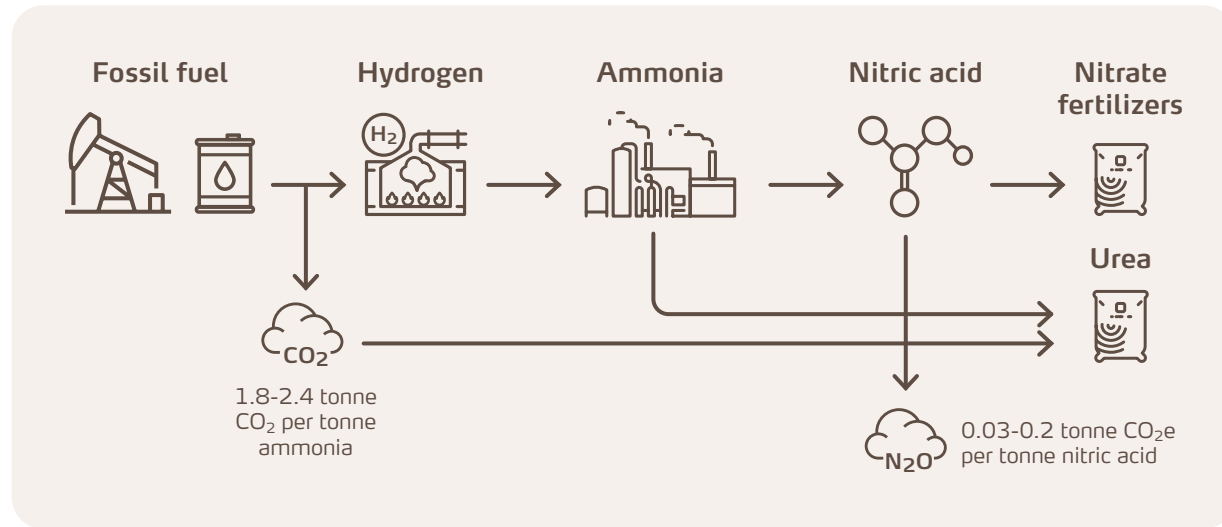 Fossil fuel
Hydrogen
Ammonia
Nitric acid
Nitrate
fertilizers
H₂
Urea
CO₂
1.8-2.4 tonne
CO₂ per tonne
ammonia
N₂O
0.03-0.2 tonne CO₂e
per tonne nitric acid